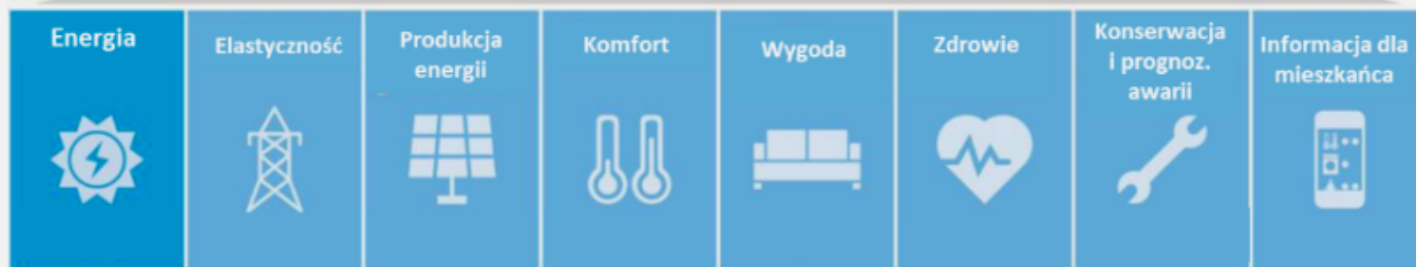 Energia
Elastyczność
Produkcja
energii
Komfort
Wygoda
Zdrowie
Konserwacja
i prognoz.
awarii
Informacja dla
mieszkańca